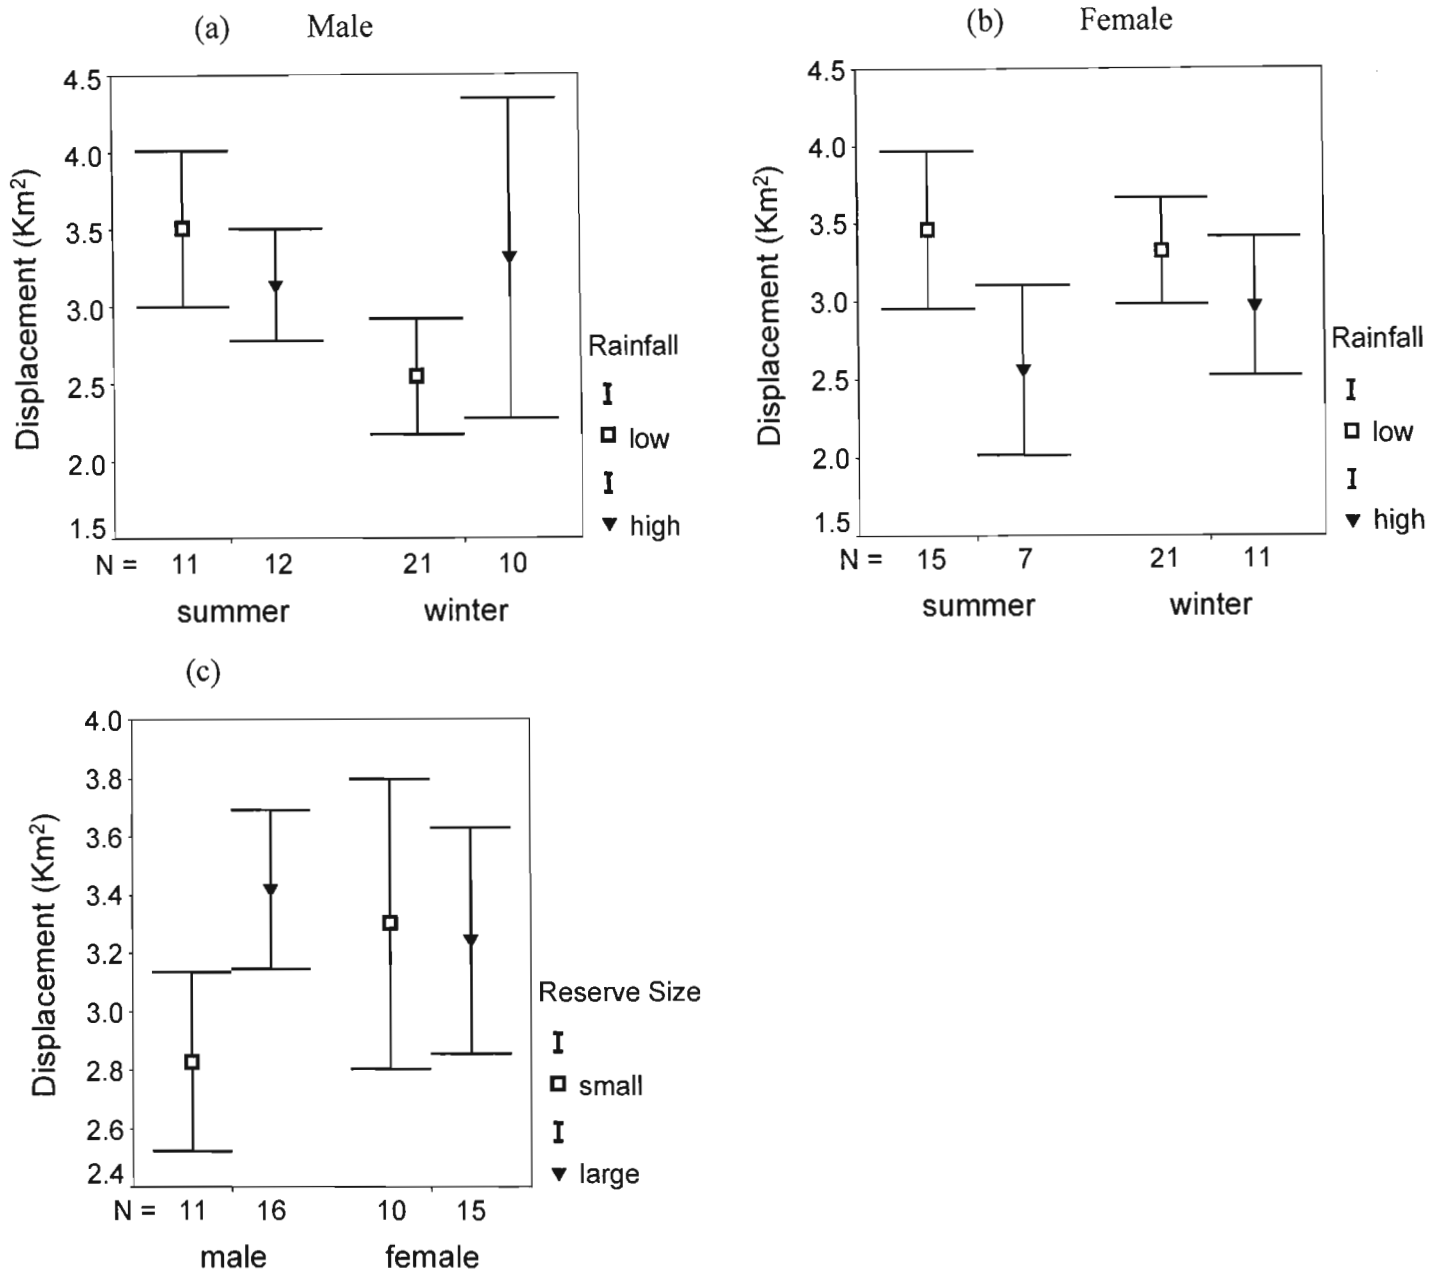 (a) Male
Displacement (Km²)
4.5
4.0
3.5
3.0
2.5
2.0
1.5
N = 11 12 21 10
summer winter
Rainfall
low
high
(b) Female
Displacement (Km²)
4.5
4.0
3.5
3.0
2.5
2.0
1.5
N = 15 7 21 11
summer winter
Rainfall
low
high
(c)
Displacement (Km²)
4.0
3.8
3.6
3.4
3.2
3.0
2.8
2.6
2.4
N = 11 16 10 15
male female
Reserve Size
small
large